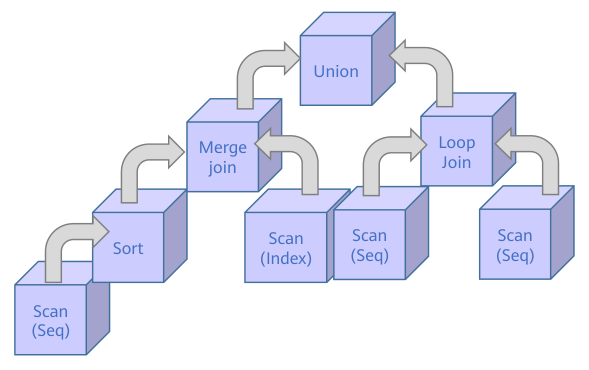 Union
Merge
join
Loop
Join
Sort
Scan
(Index)
Scan
(Seq)
Scan
(Seq)
Scan
(Seq)